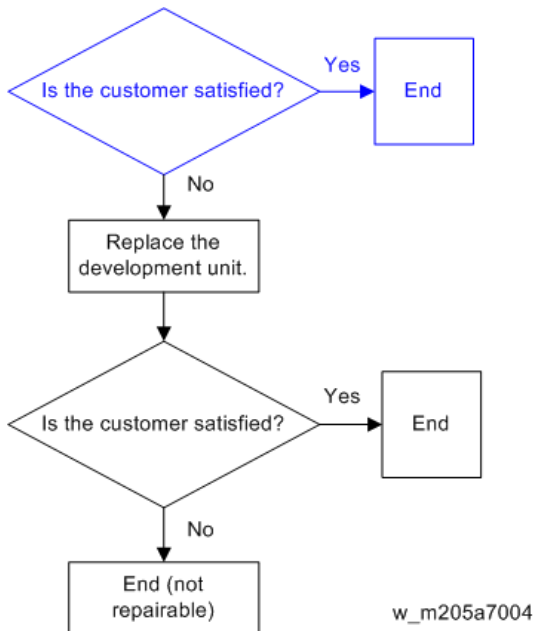 Is the customer satisfied?
Yes
End
No
Replace the
development unit.
Is the customer satisfied?
Yes
End
No
End (not
repairable)
w_m205a7004